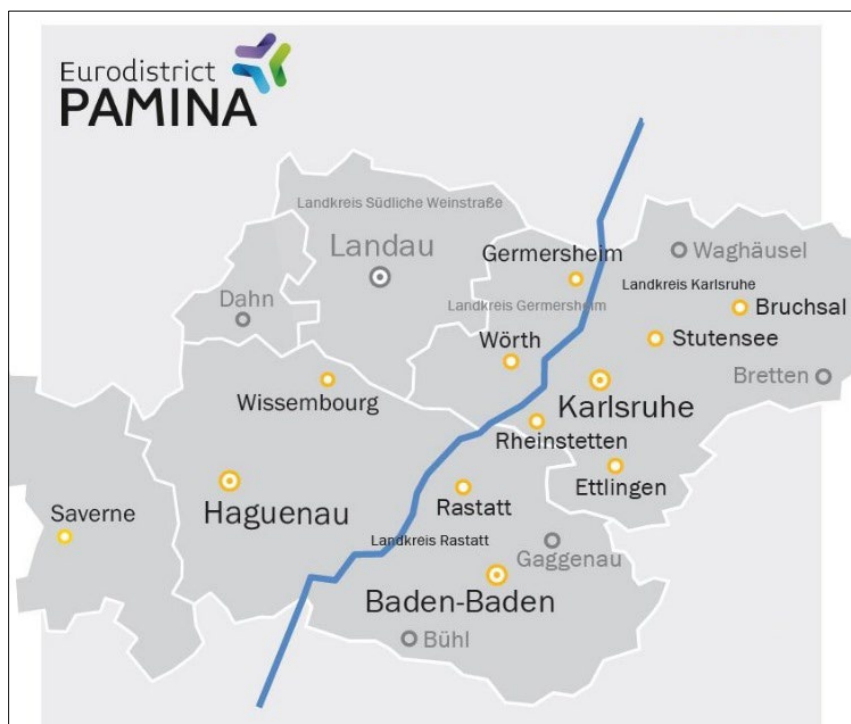 Eurodistrict
PAMINA
Landkreis Südliche Weinstraße
Landau
Germersheim
Waghäusel
Landkreis Karlsruhe
Dahn
Landkreis Germersheim
Bruchsal
Stutensee
Wörth
Bretten
Karlsruhe
Wissembourg
Rheinstetten
Ettlingen
Haguenau
Rastatt
Saverne
Landkreis Rastatt
Gaggenau
Baden-Baden
Bühl